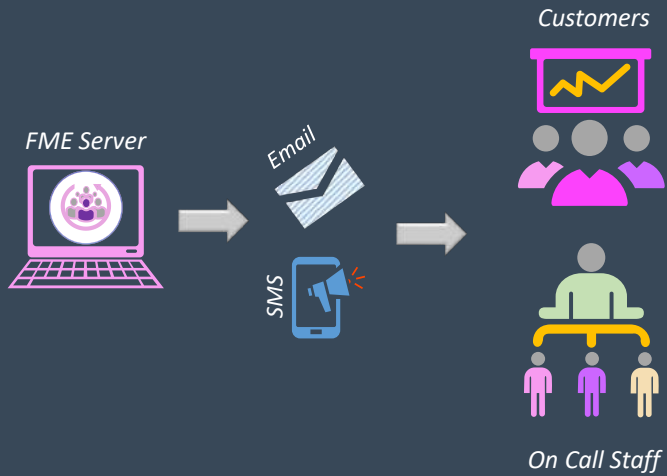 Customers
FME Server
Email
SMS
On Call Staff